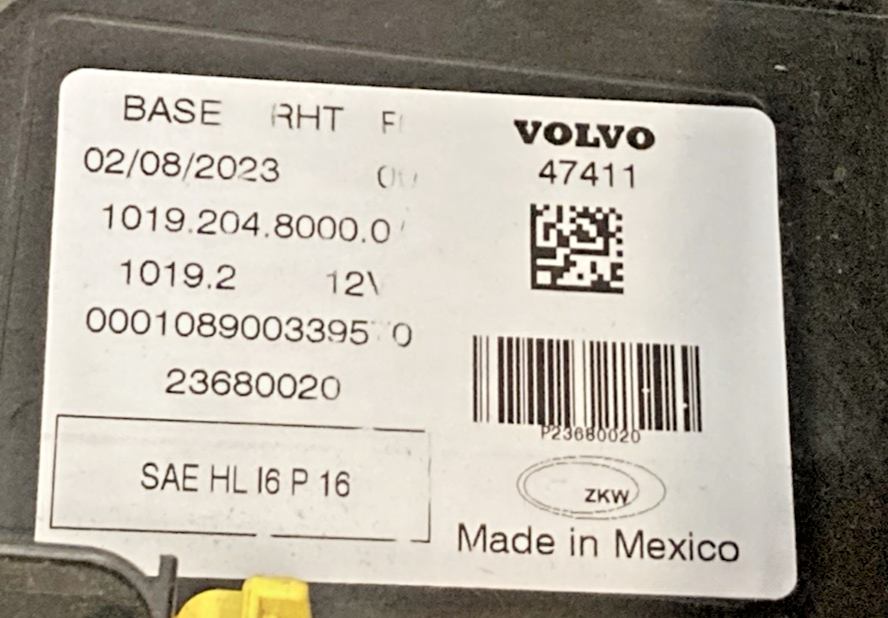 BASE RHT
02/08/2023
1019.204.8000.0
1019.2 12V
23680020
SAE HL I6 P 16
VOLVO
47411
P23680020
ZKW
Made in Mexico